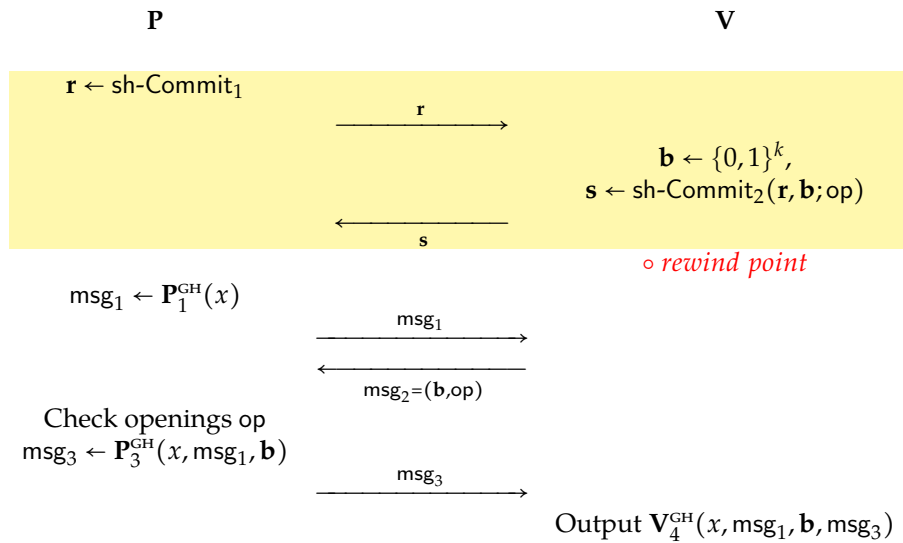 P V
r ← sh-Commit₁
r
b ← {0, 1}ᵏ,
s ← sh-Commit₂(r, b; op)
s
∘ rewind point
msg₁ ← P₁ᴳᴴ(x)
msg₁
msg₂=(b,op)
Check openings op
msg₃ ← P₃ᴳᴴ(x, msg₁, b)
msg₃
Output V₄ᴳᴴ(x, msg₁, b, msg₃)